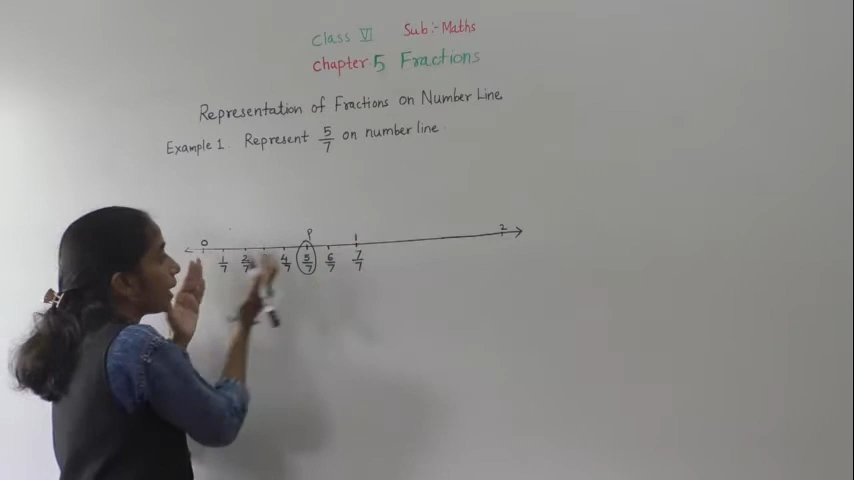 Class VI Sub:- Maths
Chapter 5 Fractions
Representation of Fractions on Number Line
Example 1. Represent 5/7 on number line.
P
0 1 2
1/7 2/7 4/7 5/7 6/7 7/7